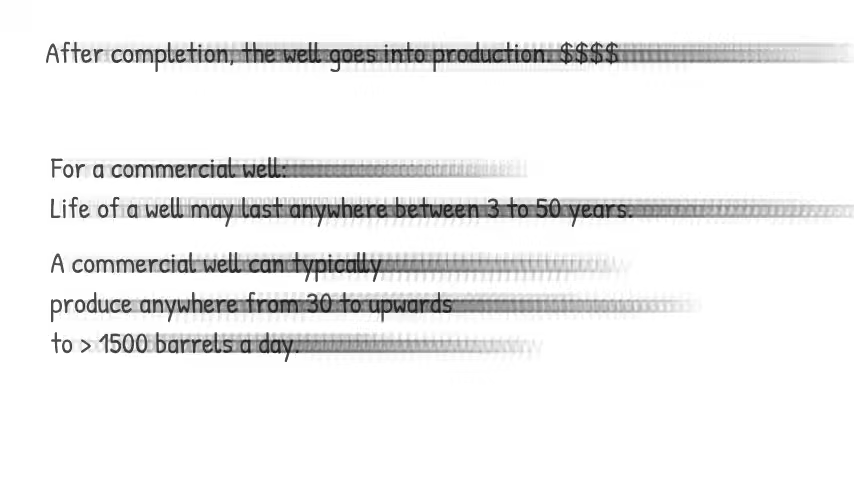 After completion, the well goes into production. $$$$
For a commercial well:
Life of a well may last anywhere between 3 to 50 years.
A commercial well can typically
produce anywhere from 30 to upwards
to > 1500 barrels a day.